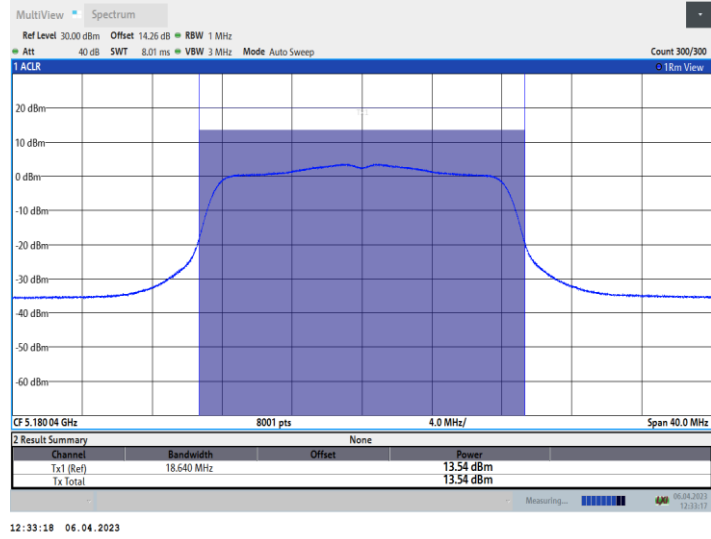 MultiView Spectrum
Ref Level 30.00 dBm Offset 14.26 dB RBW 1 MHz
Att 40 dB SWT 8.01 ms VBW 3 MHz Mode Auto Sweep Count 300/300
1 ACLR 1Rm View
20 dBm
10 dBm
0 dBm
-10 dBm
-20 dBm
-30 dBm
-40 dBm
-50 dBm
-60 dBm
CF 5.180 04 GHz 8001 pts 4.0 MHz/ Span 40.0 MHz
2 Result Summary None
Channel Bandwidth Offset Power
Tx1 (Ref) 18.640 MHz 13.54 dBm
Tx Total 13.54 dBm
Measuring... 06.04.2023
12:33:17
12:33:18 06.04.2023